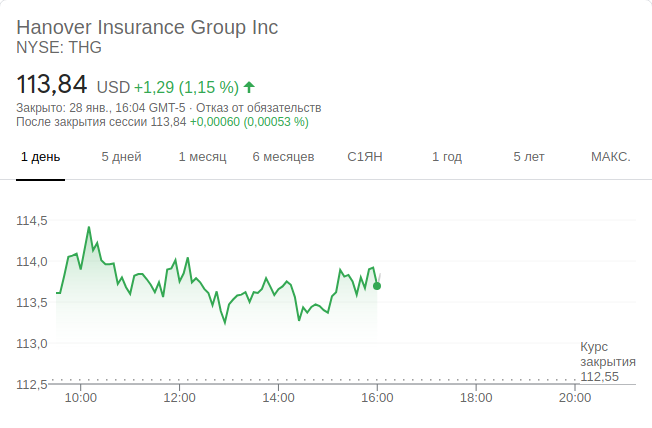 Hanover Insurance Group Inc
NYSE: THG
113,84 USD +1,29 (1,15 %)
Закрыто: 28 янв., 16:04 GMT-5 · Отказ от обязательств
После закрытия сессии 113,84 +0,00060 (0,00053 %)
1 день 5 дней 1 месяц 6 месяцев С1ЯН 1 год 5 лет МАКС.
114,5
114,0
113,5
113,0
Курс
закрытия
112,55
112,5
10:00 12:00 14:00 16:00 18:00 20:00